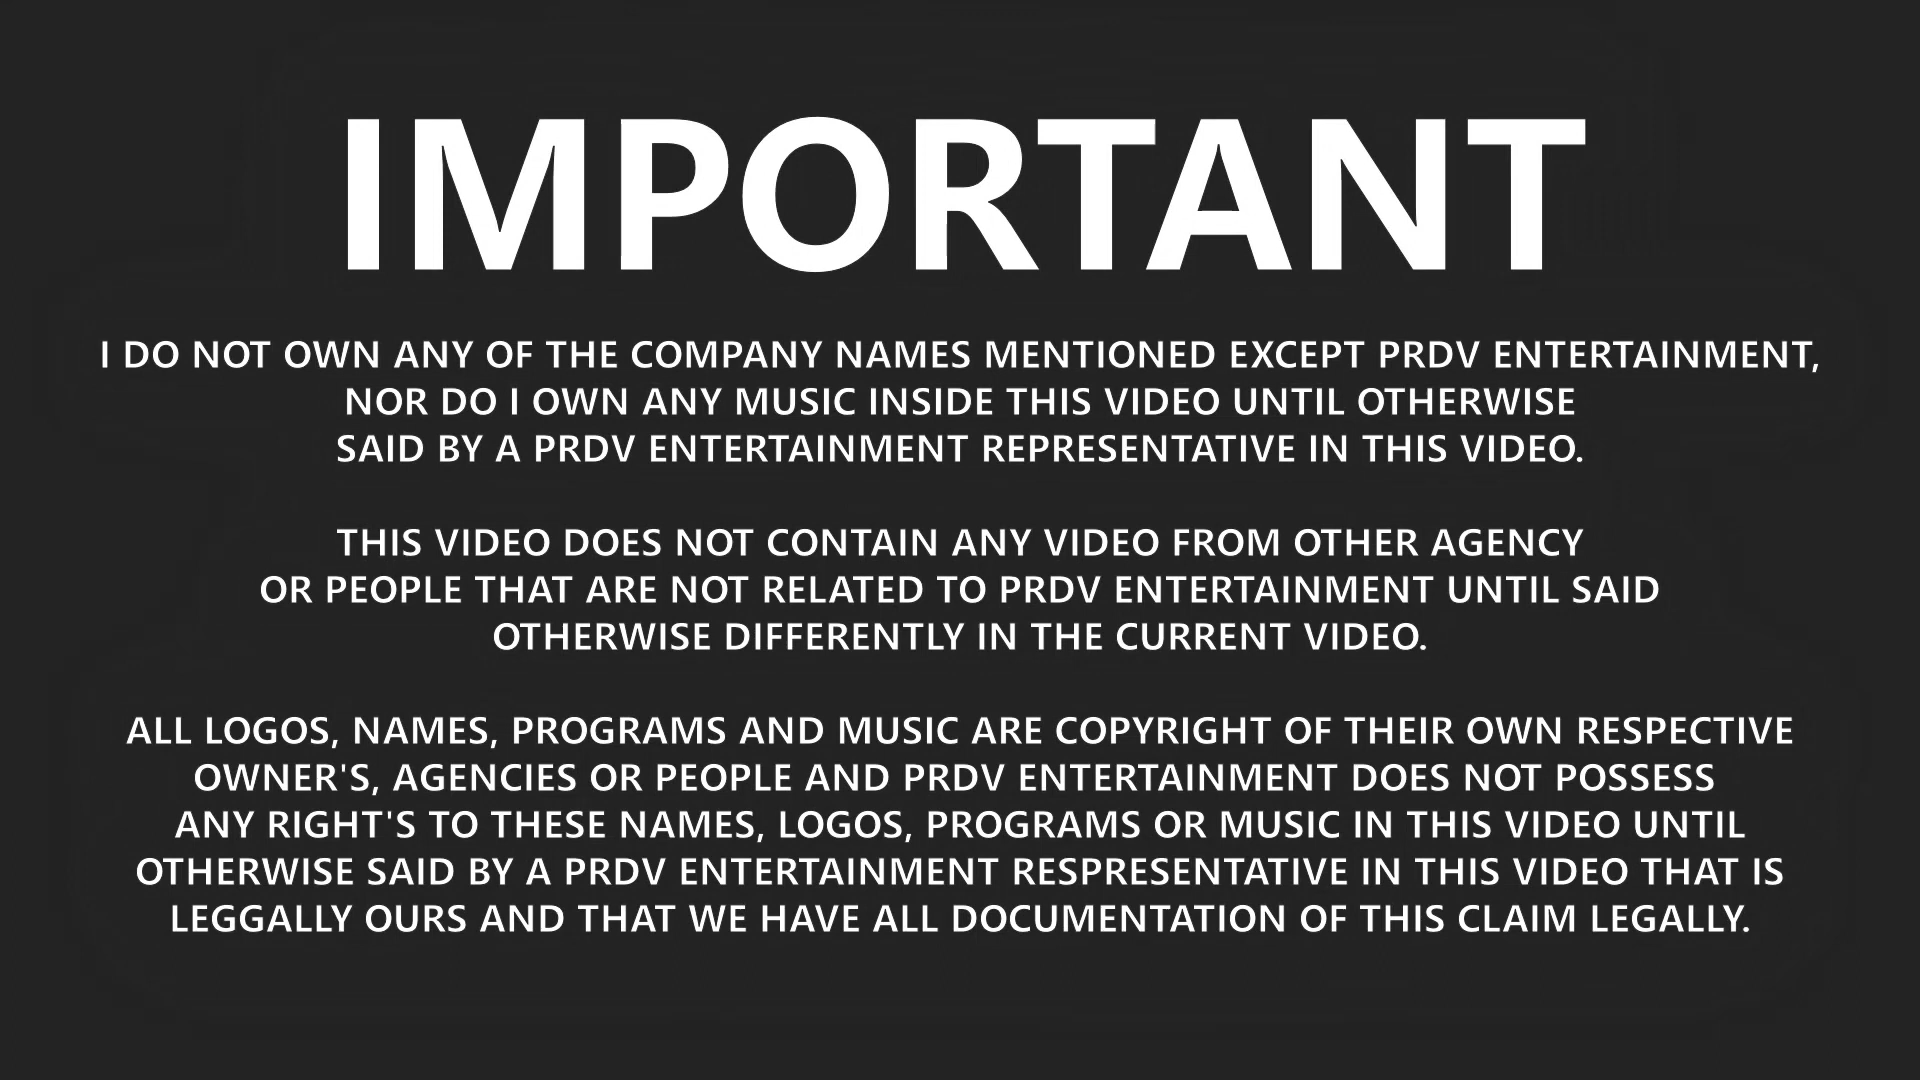 IMPORTANT
I DO NOT OWN ANY OF THE COMPANY NAMES MENTIONED EXCEPT PRDV ENTERTAINMENT,
NOR DO I OWN ANY MUSIC INSIDE THIS VIDEO UNTIL OTHERWISE
SAID BY A PRDV ENTERTAINMENT REPRESENTATIVE IN THIS VIDEO.
THIS VIDEO DOES NOT CONTAIN ANY VIDEO FROM OTHER AGENCY
OR PEOPLE THAT ARE NOT RELATED TO PRDV ENTERTAINMENT UNTIL SAID
OTHERWISE DIFFERENTLY IN THE CURRENT VIDEO.
ALL LOGOS, NAMES, PROGRAMS AND MUSIC ARE COPYRIGHT OF THEIR OWN RESPECTIVE
OWNER'S, AGENCIES OR PEOPLE AND PRDV ENTERTAINMENT DOES NOT POSSESS
ANY RIGHT'S TO THESE NAMES, LOGOS, PROGRAMS OR MUSIC IN THIS VIDEO UNTIL
OTHERWISE SAID BY A PRDV ENTERTAINMENT RESPRESENTATIVE IN THIS VIDEO THAT IS
LEGGALLY OURS AND THAT WE HAVE ALL DOCUMENTATION OF THIS CLAIM LEGALLY.